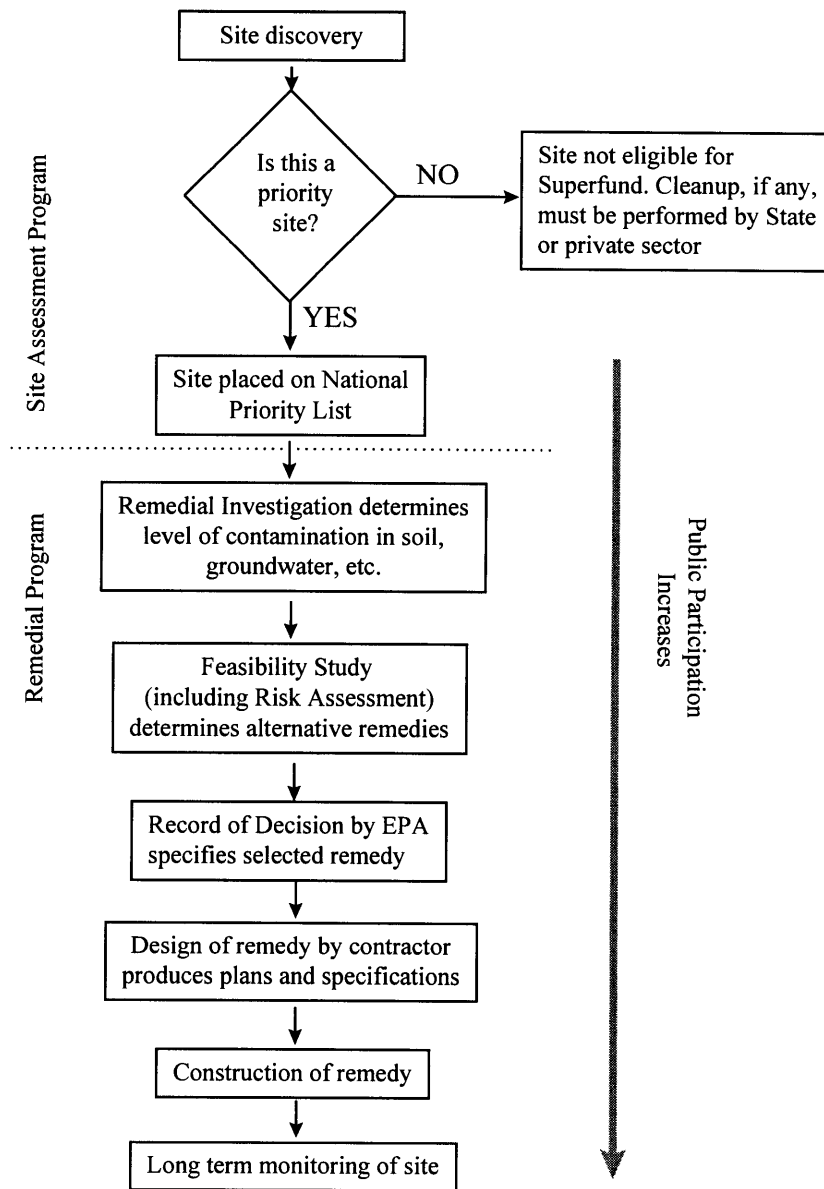 Site discovery
Is this a
priority
site?
NO
Site not eligible for
Superfund. Cleanup, if any,
must be performed by State
or private sector
YES
Site Assessment Program
Site placed on National
Priority List
Remedial Program
Remedial Investigation determines
level of contamination in soil,
groundwater, etc.
Feasibility Study
(including Risk Assessment)
determines alternative remedies
Public Participation
Increases
Record of Decision by EPA
specifies selected remedy
Design of remedy by contractor
produces plans and specifications
Construction of remedy
Long term monitoring of site